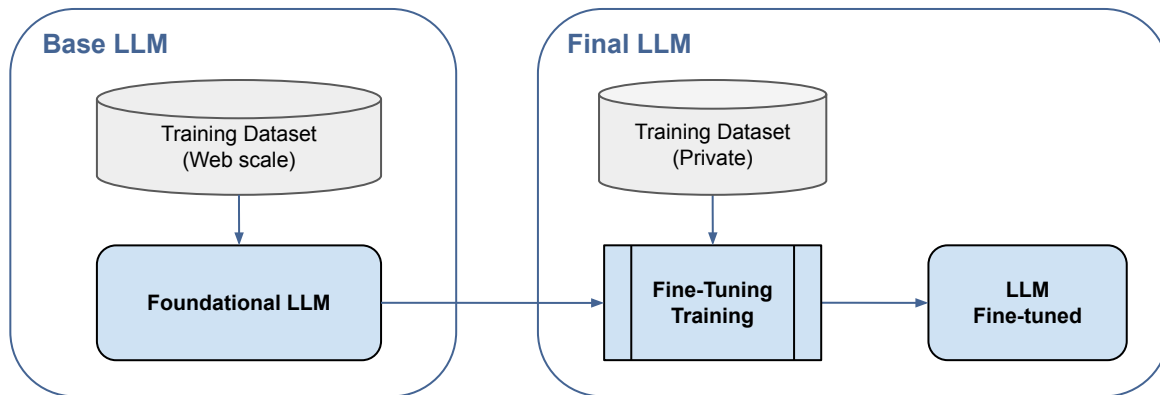 Base LLM
Training Dataset
(Web scale)
Foundational LLM
Final LLM
Training Dataset
(Private)
Fine-Tuning
Training
LLM
Fine-tuned